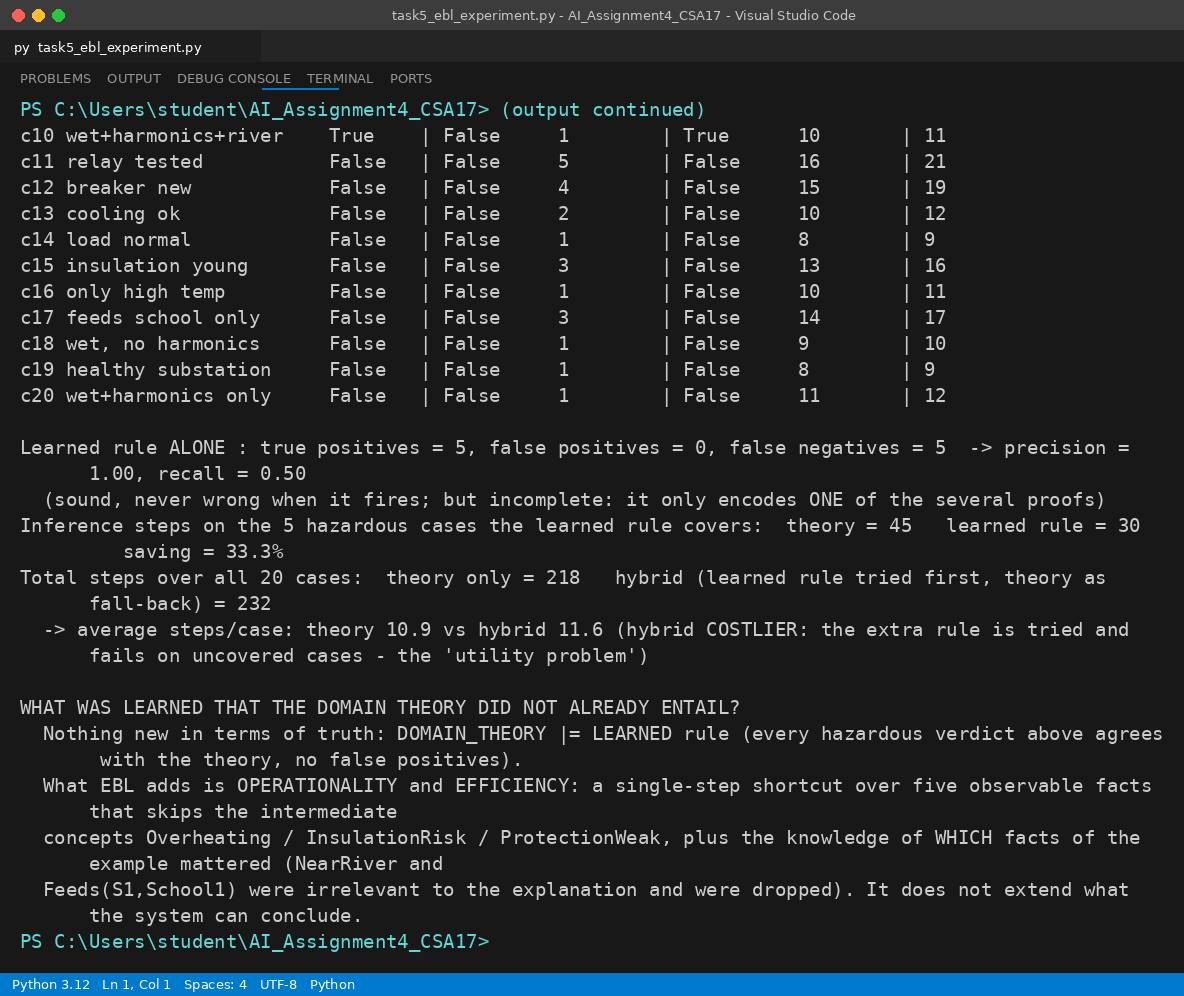 task5_ebl_experiment.py - AI_Assignment4_CSA17 - Visual Studio Code
py  task5_ebl_experiment.py
PROBLEMS    OUTPUT    DEBUG CONSOLE    TERMINAL    PORTS
PS C:\Users\student\AI_Assignment4_CSA17> (output continued)
c10 wet+harmonics+river    True    | False     1        | True      10       | 11
c11 relay tested           False   | False     5        | False     16       | 21
c12 breaker new            False   | False     4        | False     15       | 19
c13 cooling ok             False   | False     2        | False     10       | 12
c14 load normal            False   | False     1        | False     8        | 9
c15 insulation young       False   | False     3        | False     13       | 16
c16 only high temp         False   | False     1        | False     10       | 11
c17 feeds school only      False   | False     3        | False     14       | 17
c18 wet, no harmonics      False   | False     1        | False     9        | 10
c19 healthy substation     False   | False     1        | False     8        | 9
c20 wet+harmonics only     False   | False     1        | False     11       | 12
Learned rule ALONE : true positives = 5, false positives = 0, false negatives = 5  -> precision =
      1.00, recall = 0.50
  (sound, never wrong when it fires; but incomplete: it only encodes ONE of the several proofs)
Inference steps on the 5 hazardous cases the learned rule covers:  theory = 45   learned rule = 30
         saving = 33.3%
Total steps over all 20 cases:  theory only = 218   hybrid (learned rule tried first, theory as
      fall-back) = 232
  -> average steps/case: theory 10.9 vs hybrid 11.6 (hybrid COSTLIER: the extra rule is tried and
      fails on uncovered cases - the 'utility problem')
WHAT WAS LEARNED THAT THE DOMAIN THEORY DID NOT ALREADY ENTAIL?
  Nothing new in terms of truth: DOMAIN_THEORY |= LEARNED rule (every hazardous verdict above agrees
       with the theory, no false positives).
  What EBL adds is OPERATIONALITY and EFFICIENCY: a single-step shortcut over five observable facts
      that skips the intermediate
  concepts Overheating / InsulationRisk / ProtectionWeak, plus the knowledge of WHICH facts of the
      example mattered (NearRiver and
  Feeds(S1,School1) were irrelevant to the explanation and were dropped). It does not extend what
      the system can conclude.
PS C:\Users\student\AI_Assignment4_CSA17>
Python 3.12   Ln 1, Col 1   Spaces: 4   UTF-8   Python